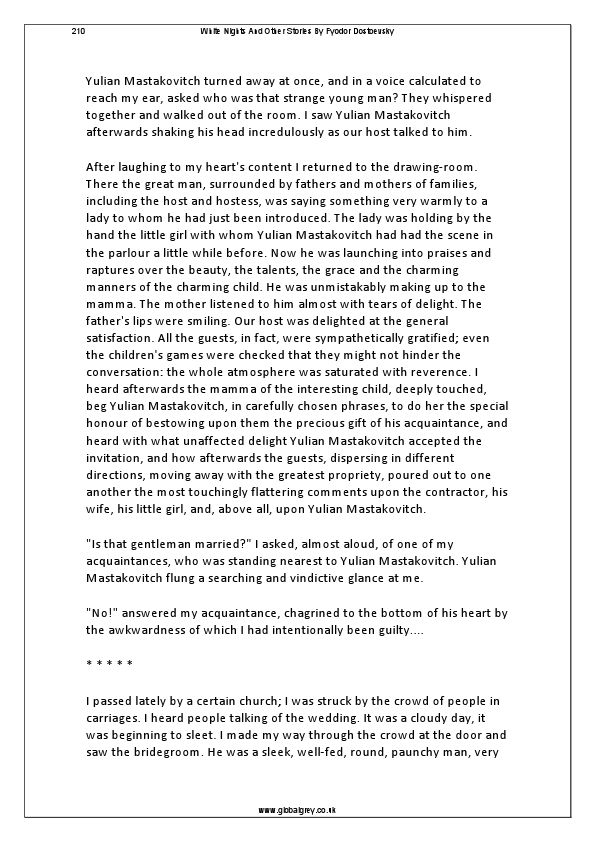 210 White Nights And Other Stories By Fyodor Dostoevsky
Yulian Mastakovitch turned away at once, and in a voice calculated to
reach my ear, asked who was that strange young man? They whispered
together and walked out of the room. I saw Yulian Mastakovitch
afterwards shaking his head incredulously as our host talked to him.
After laughing to my heart's content I returned to the drawing-room.
There the great man, surrounded by fathers and mothers of families,
including the host and hostess, was saying something very warmly to a
lady to whom he had just been introduced. The lady was holding by the
hand the little girl with whom Yulian Mastakovitch had had the scene in
the parlour a little while before. Now he was launching into praises and
raptures over the beauty, the talents, the grace and the charming
manners of the charming child. He was unmistakably making up to the
mamma. The mother listened to him almost with tears of delight. The
father's lips were smiling. Our host was delighted at the general
satisfaction. All the guests, in fact, were sympathetically gratified; even
the children's games were checked that they might not hinder the
conversation: the whole atmosphere was saturated with reverence. I
heard afterwards the mamma of the interesting child, deeply touched,
beg Yulian Mastakovitch, in carefully chosen phrases, to do her the special
honour of bestowing upon them the precious gift of his acquaintance, and
heard with what unaffected delight Yulian Mastakovitch accepted the
invitation, and how afterwards the guests, dispersing in different
directions, moving away with the greatest propriety, poured out to one
another the most touchingly flattering comments upon the contractor, his
wife, his little girl, and, above all, upon Yulian Mastakovitch.
"Is that gentleman married?" I asked, almost aloud, of one of my
acquaintances, who was standing nearest to Yulian Mastakovitch. Yulian
Mastakovitch flung a searching and vindictive glance at me.
"No!" answered my acquaintance, chagrined to the bottom of his heart by
the awkwardness of which I had intentionally been guilty....
* * * * *
I passed lately by a certain church; I was struck by the crowd of people in
carriages. I heard people talking of the wedding. It was a cloudy day, it
was beginning to sleet. I made my way through the crowd at the door and
saw the bridegroom. He was a sleek, well-fed, round, paunchy man, very
www.globalgrey.co.uk